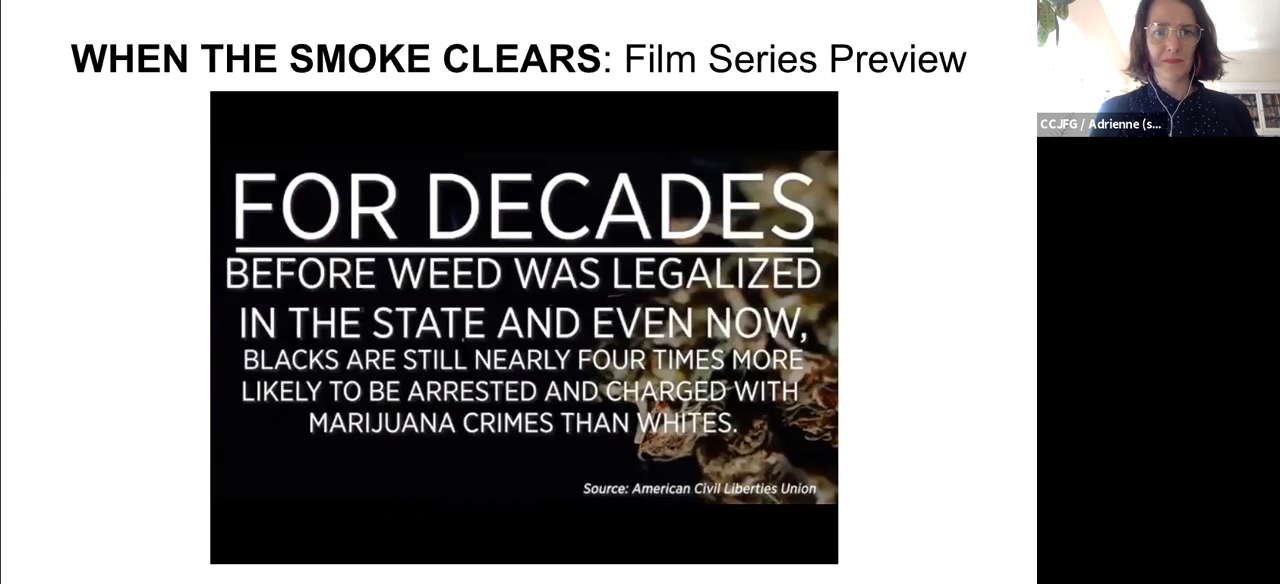 WHEN THE SMOKE CLEARS: Film Series Preview
FOR DECADES
BEFORE WEED WAS LEGALIZED
IN THE STATE AND EVEN NOW,
BLACKS ARE STILL NEARLY FOUR TIMES MORE
LIKELY TO BE ARRESTED AND CHARGED WITH
MARIJUANA CRIMES THAN WHITES.
Source: American Civil Liberties Union
CCJFG / Adrienne (s...